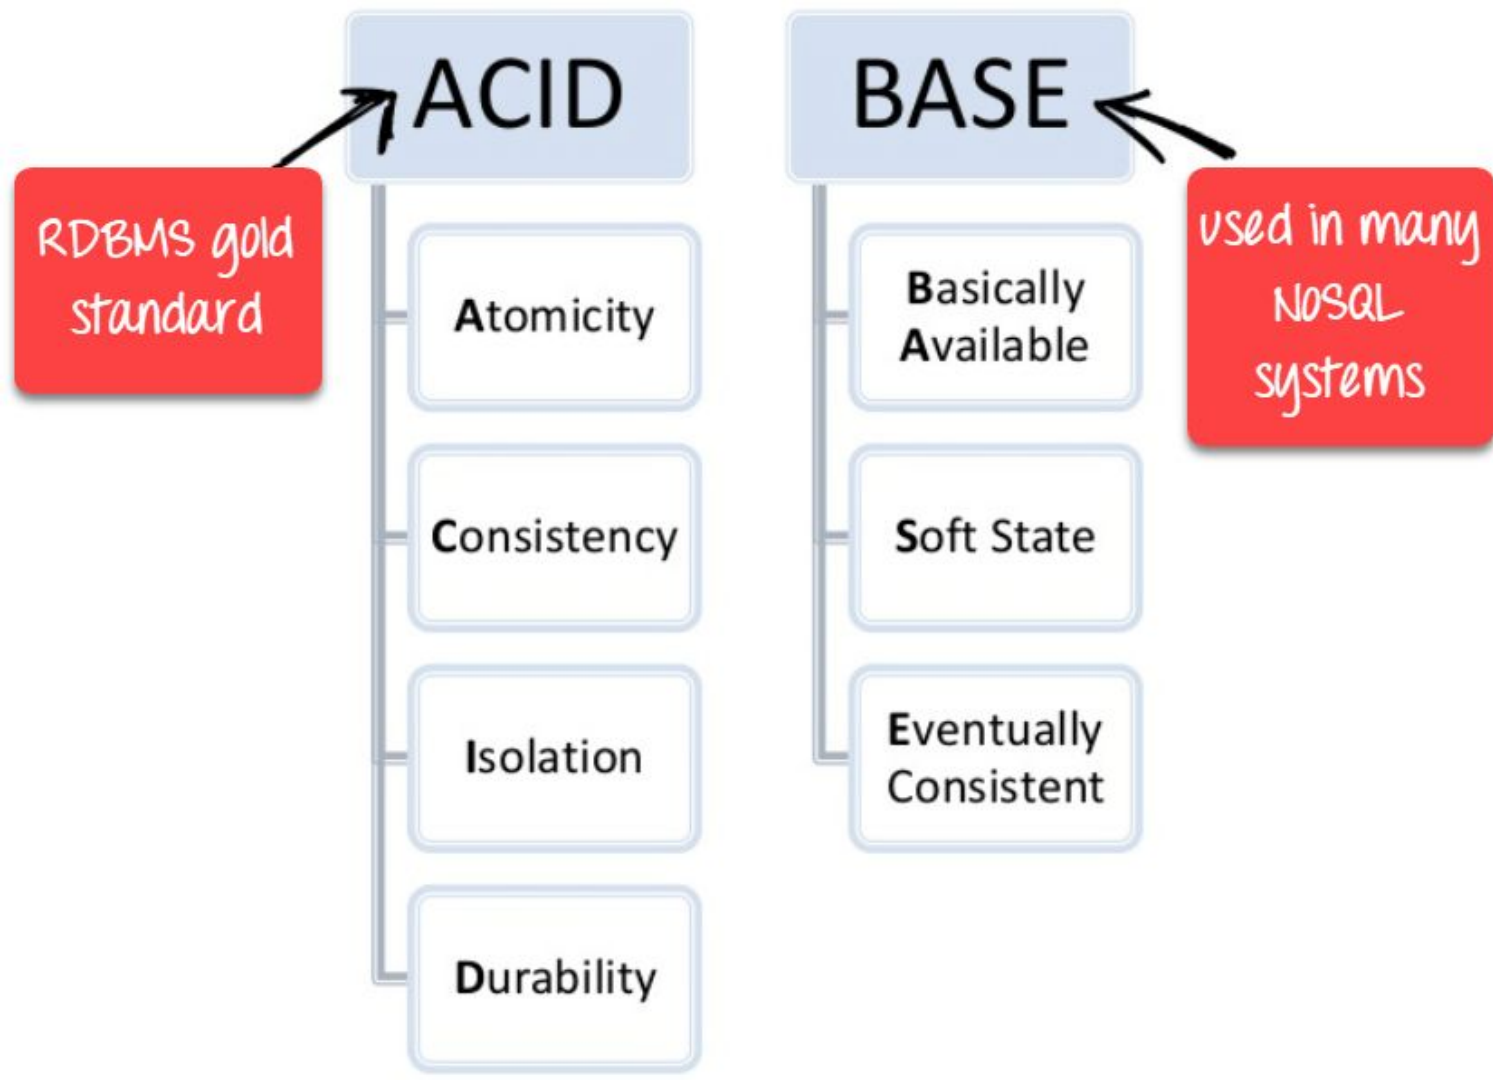 ACID
BASE
RDBMS gold
standard
used in many
NOSQL
systems
Atomicity
Consistency
Isolation
Durability
Basically
Available
Soft State
Eventually
Consistent